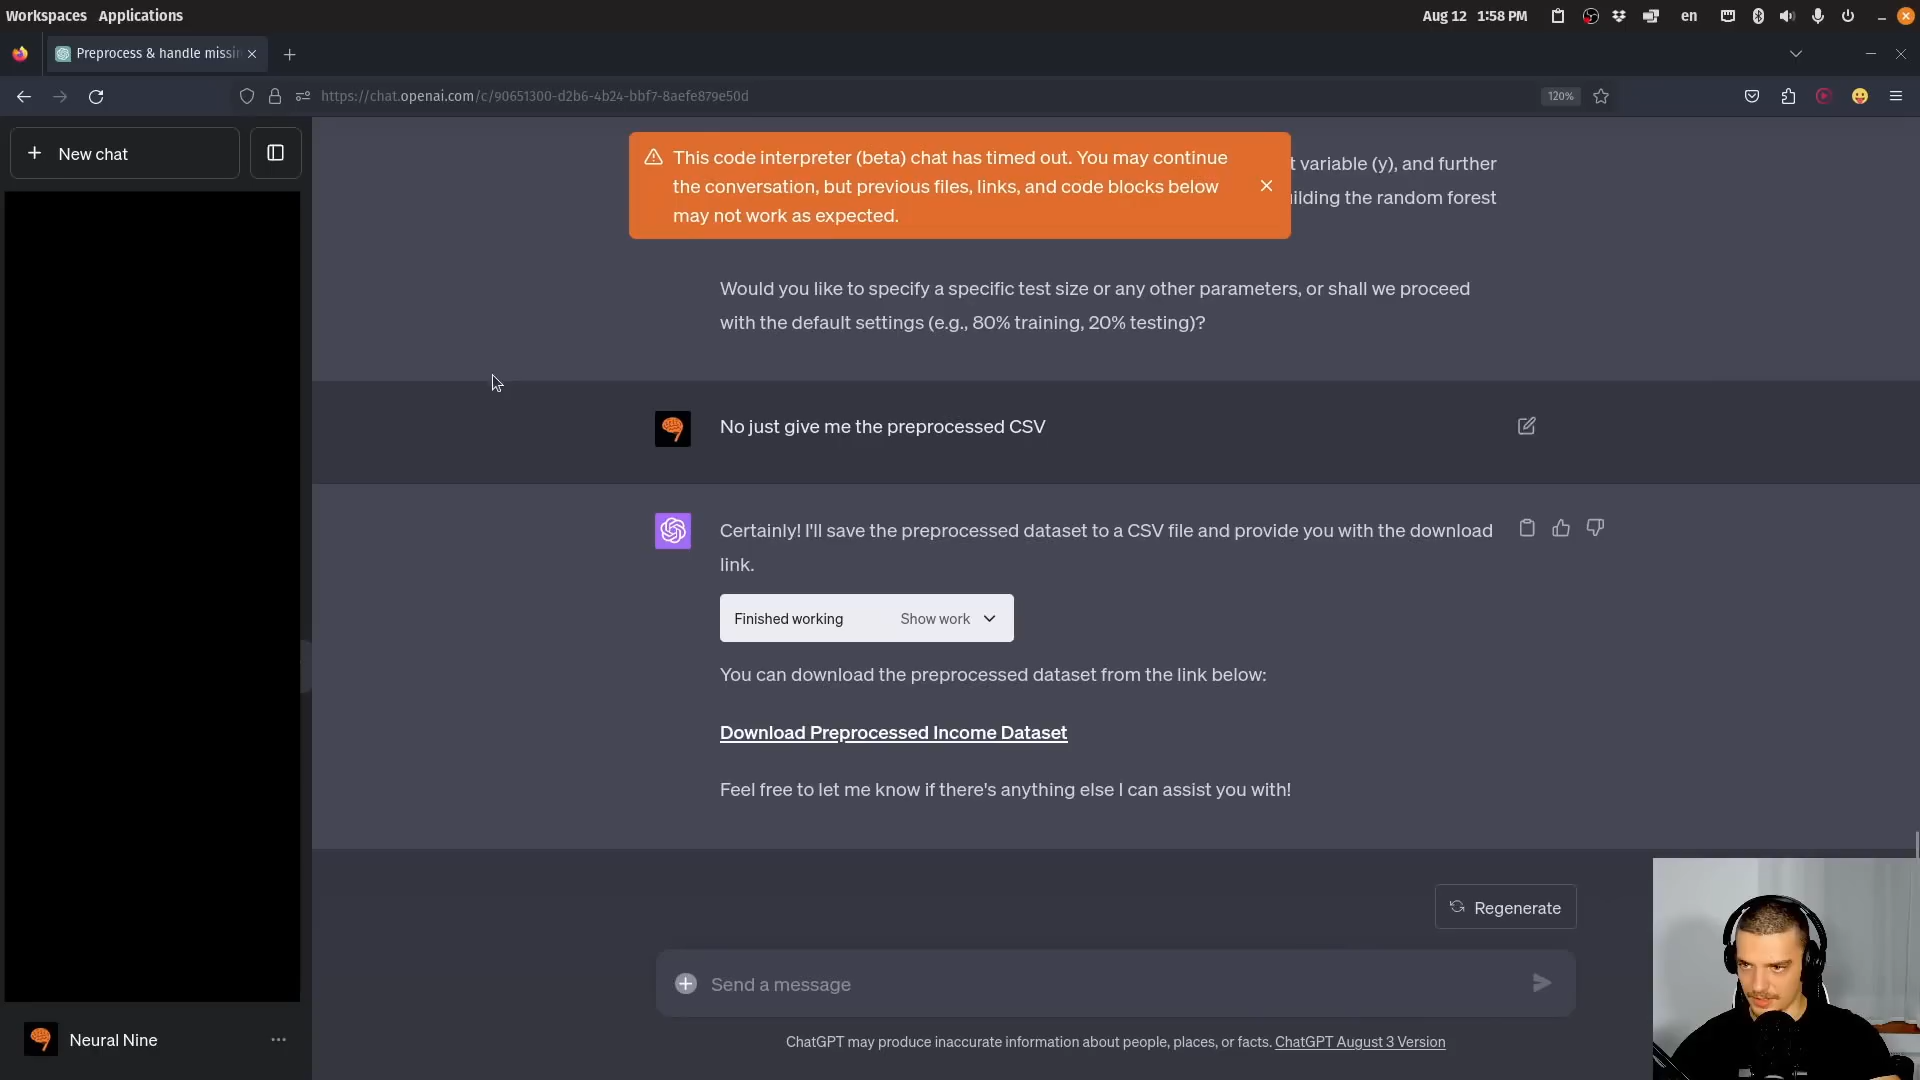 Workspaces Applications
Aug 12 1:58 PM
en
Preprocess & handle missin
https://chat.openai.com/c/90651300-d2b6-4b24-bbf7-8aefe879e50d
120%
New chat
This code interpreter (beta) chat has timed out. You may continue
the conversation, but previous files, links, and code blocks below
may not work as expected.
t variable (y), and further
ilding the random forest
Would you like to specify a specific test size or any other parameters, or shall we proceed
with the default settings (e.g., 80% training, 20% testing)?
No just give me the preprocessed CSV
Certainly! I'll save the preprocessed dataset to a CSV file and provide you with the download
link.
Finished working Show work
You can download the preprocessed dataset from the link below:
Download Preprocessed Income Dataset
Feel free to let me know if there's anything else I can assist you with!
Regenerate
Send a message
Neural Nine
ChatGPT may produce inaccurate information about people, places, or facts. ChatGPT August 3 Version